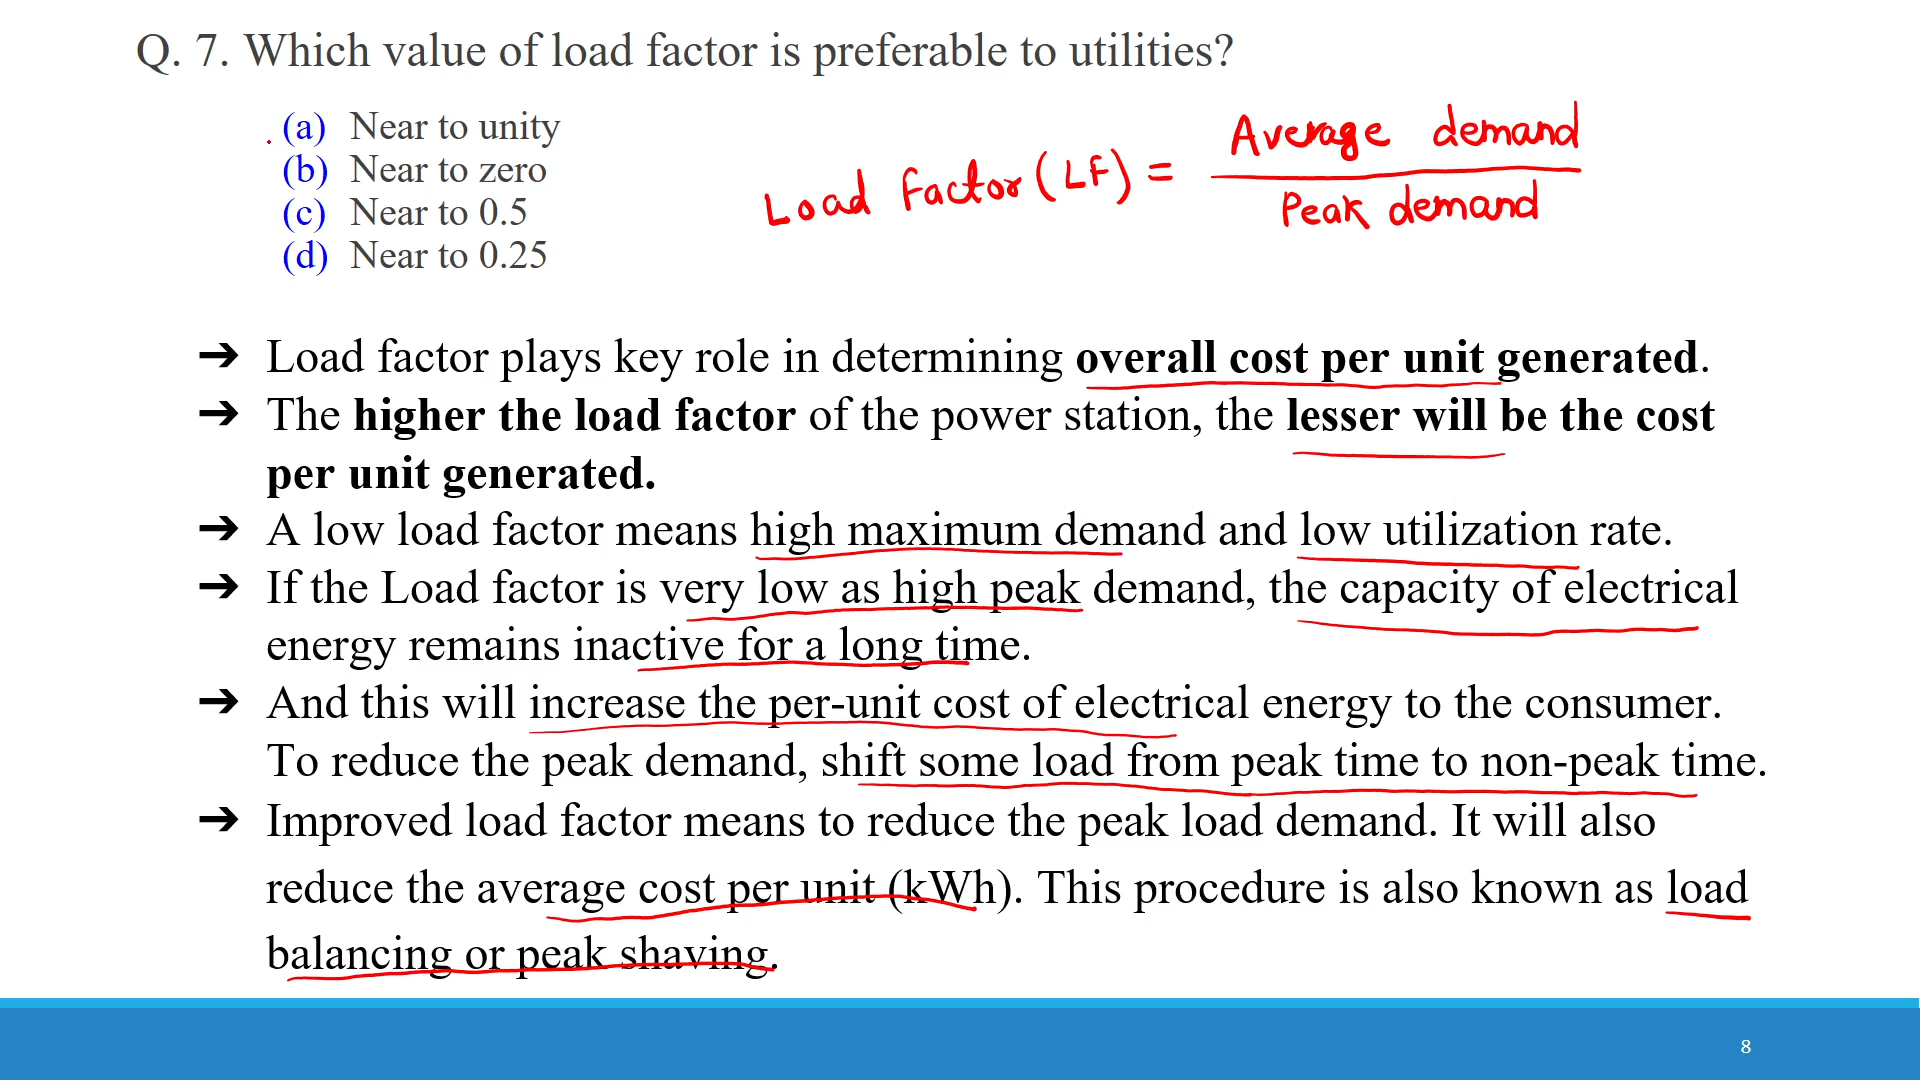 Q. 7. Which value of load factor is preferable to utilities?
(a) Near to unity
(b) Near to zero
(c) Near to 0.5
(d) Near to 0.25
Load Factor (LF) = Average demand
Peak demand
➔ Load factor plays key role in determining overall cost per unit generated.
➔ The higher the load factor of the power station, the lesser will be the cost
per unit generated.
➔ A low load factor means high maximum demand and low utilization rate.
➔ If the Load factor is very low as high peak demand, the capacity of electrical
energy remains inactive for a long time.
➔ And this will increase the per-unit cost of electrical energy to the consumer.
To reduce the peak demand, shift some load from peak time to non-peak time.
➔ Improved load factor means to reduce the peak load demand. It will also
reduce the average cost per unit (kWh). This procedure is also known as load
balancing or peak shaving.
8